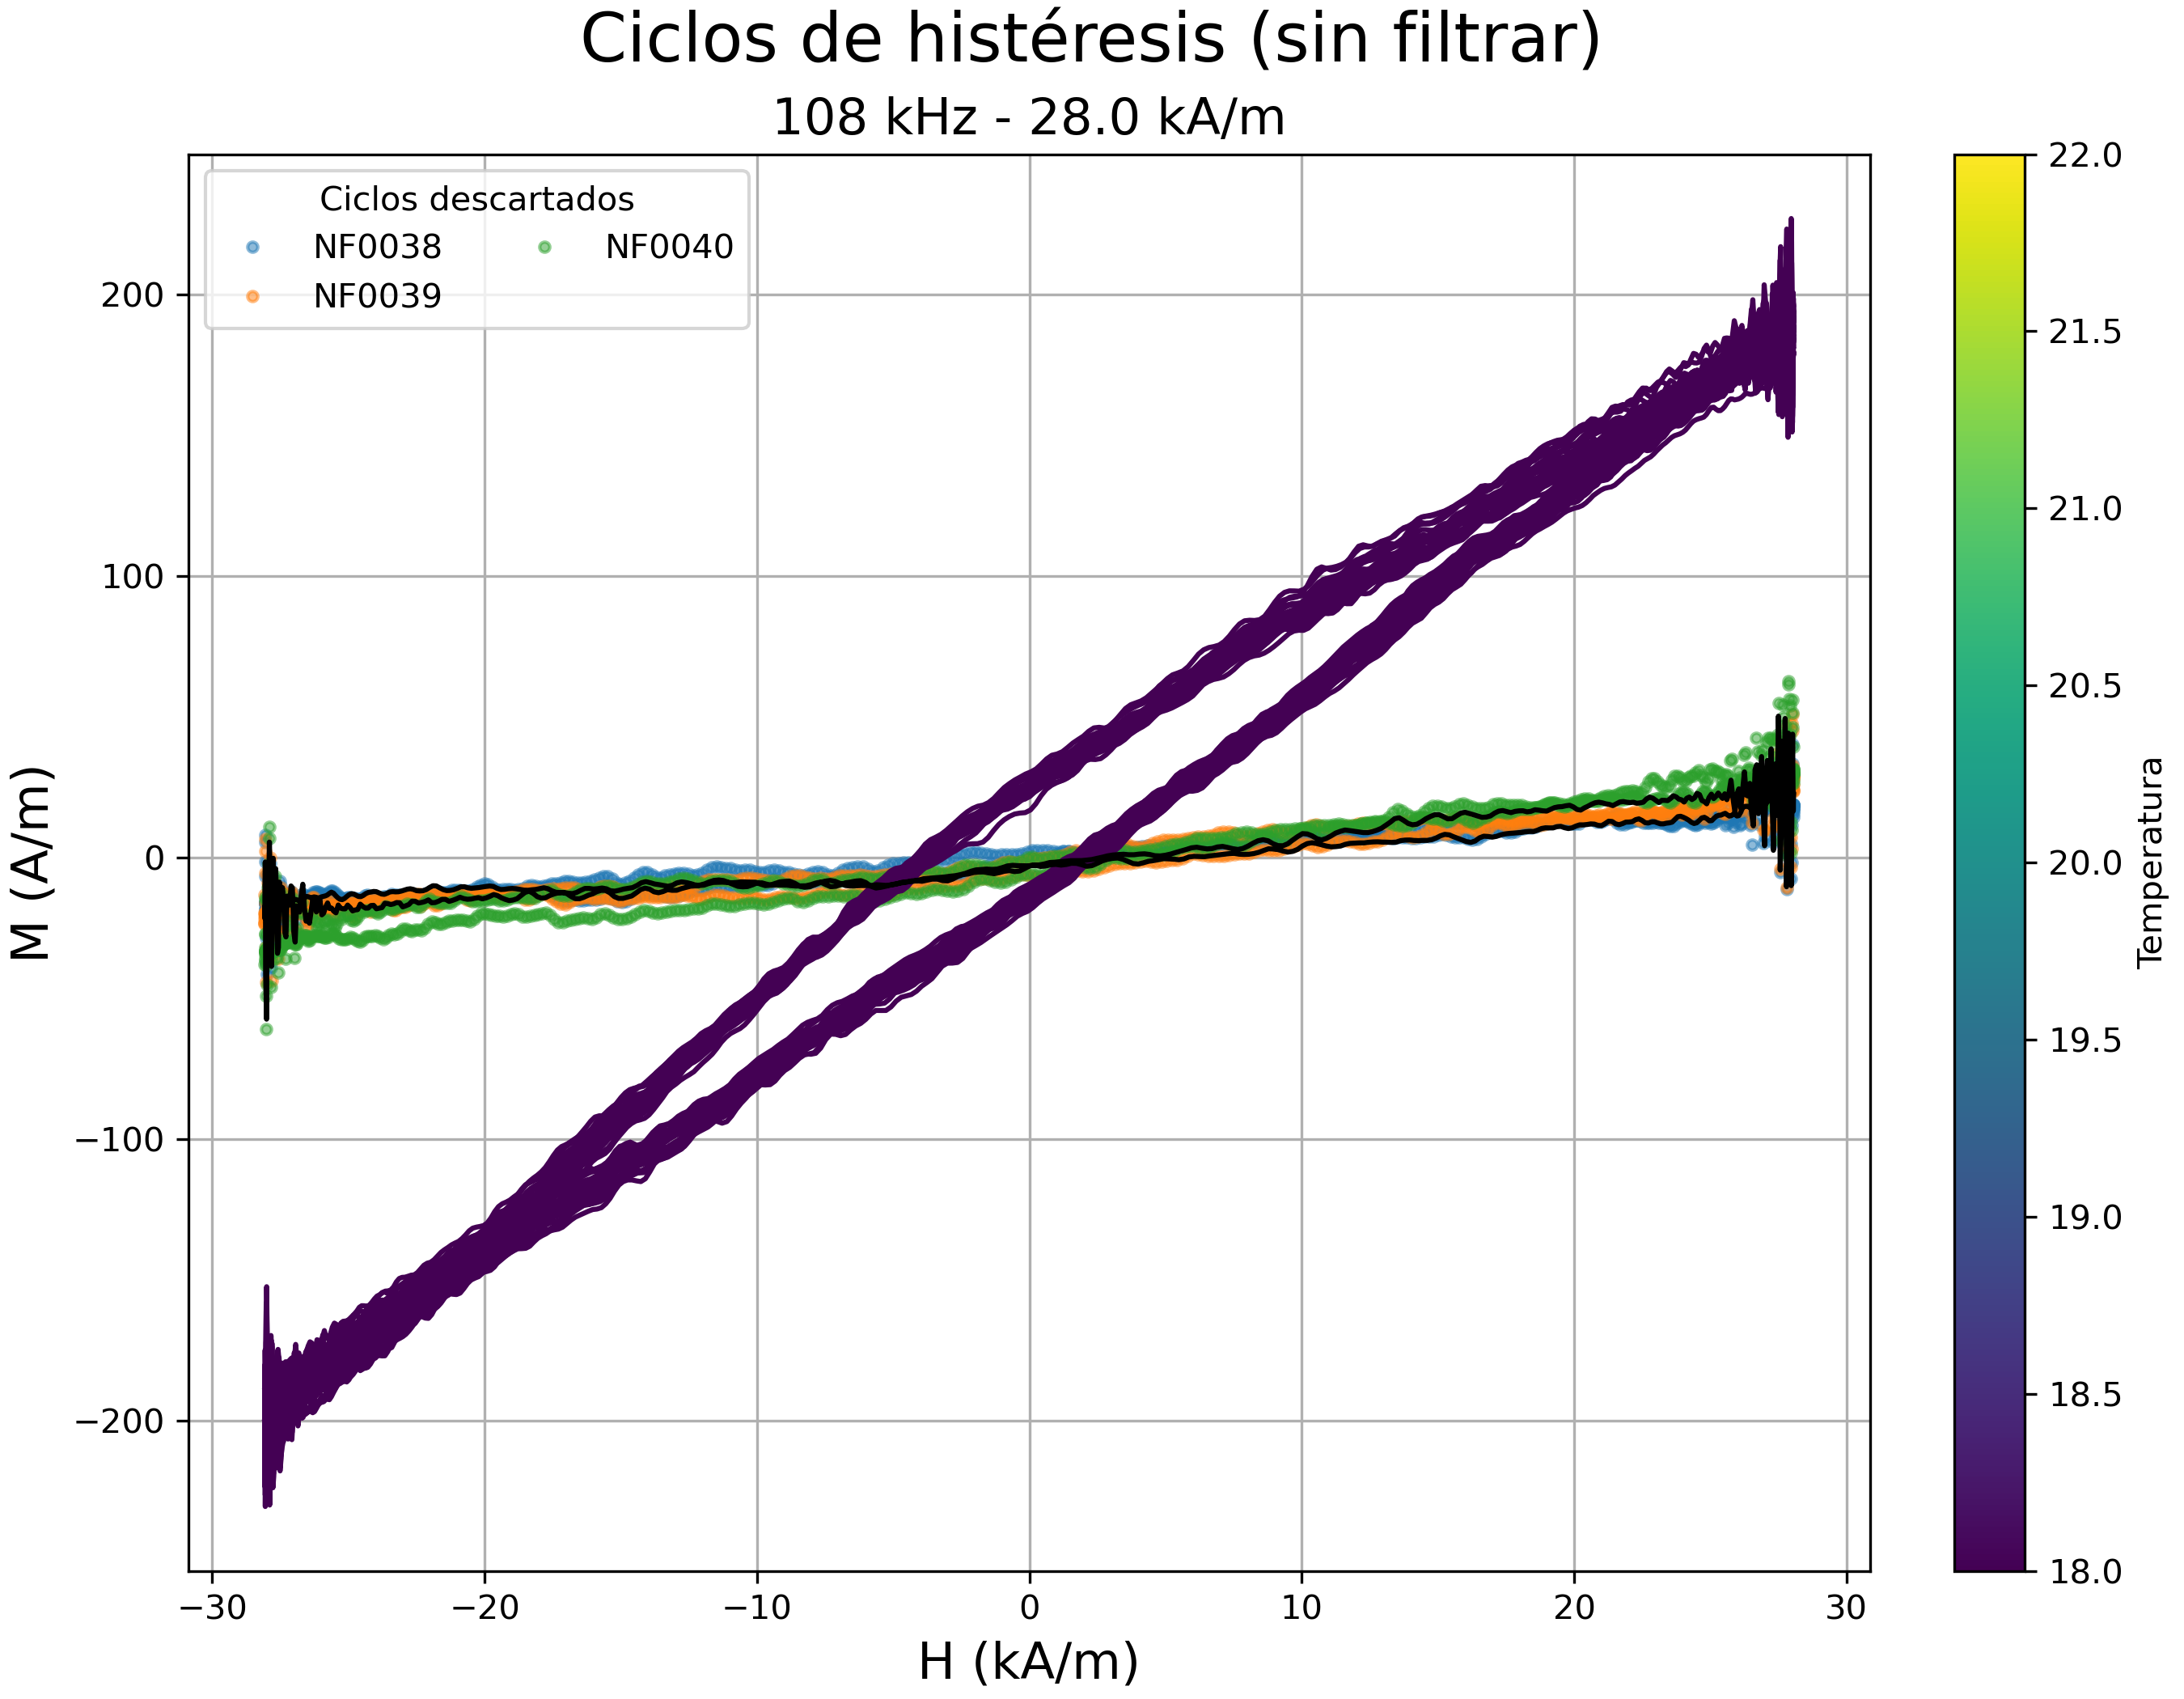 Ciclos de histéresis (sin filtrar)
108 kHz - 28.0 kA/m
Ciclos descartados
NF0038
NF0039
NF0040
M (A/m)
200
100
0
−100
−200
−30
−20
−10
0
10
20
30
H (kA/m)
22.0
21.5
21.0
20.5
20.0
19.5
19.0
18.5
18.0
Temperatura